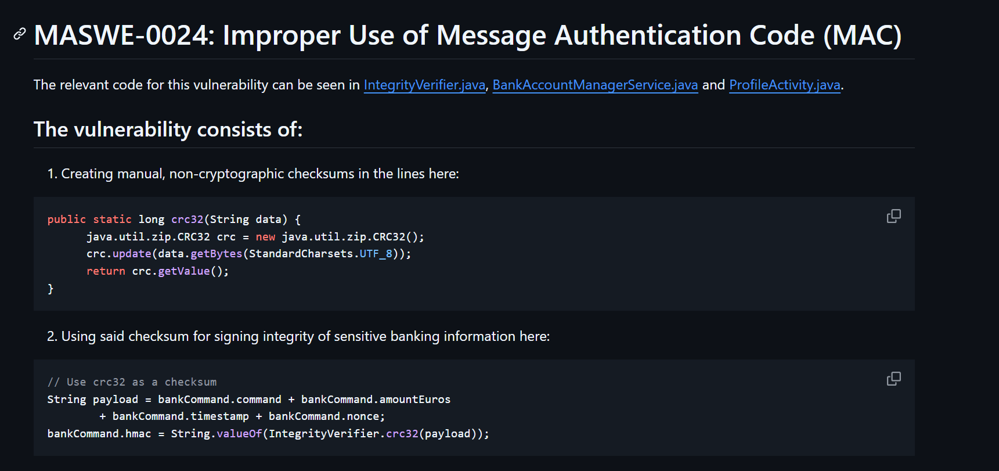 MASWE-0024: Improper Use of Message Authentication Code (MAC)
The relevant code for this vulnerability can be seen in IntegrityVerifier.java, BankAccountManagerService.java and ProfileActivity.java.
The vulnerability consists of:
1. Creating manual, non-cryptographic checksums in the lines here:
public static long crc32(String data) {
java.util.zip.CRC32 crc = new java.util.zip.CRC32();
crc.update(data.getBytes(StandardCharsets.UTF_8));
return crc.getValue();
}
2. Using said checksum for signing integrity of sensitive banking information here:
// Use crc32 as a checksum
String payload = bankCommand.command + bankCommand.amountEuros
+ bankCommand.timestamp + bankCommand.nonce;
bankCommand.hmac = String.valueOf(IntegrityVerifier.crc32(payload));